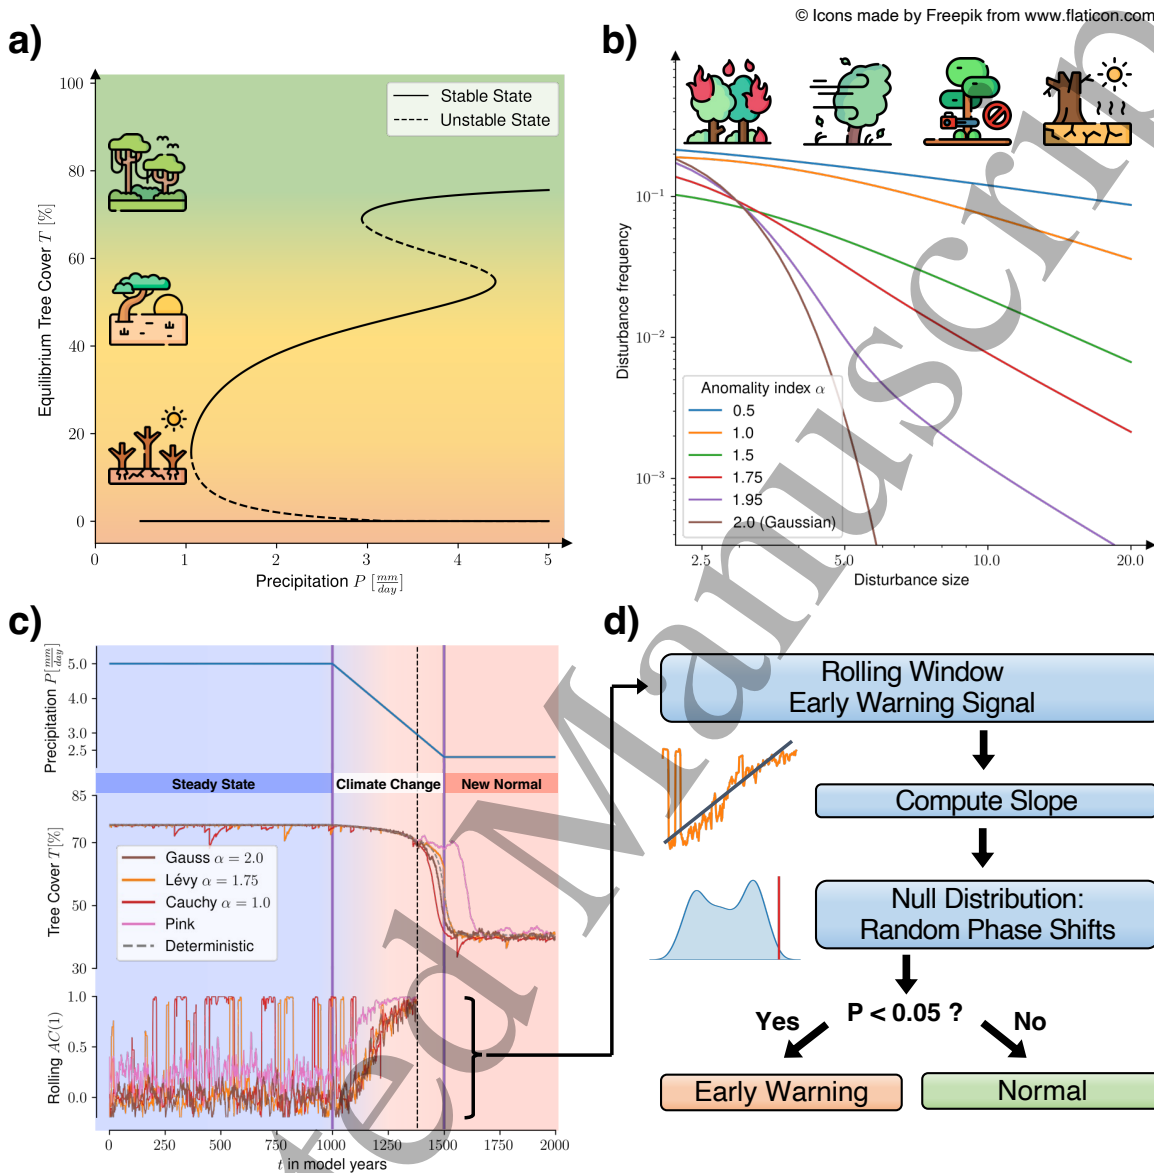 © Icons made by Freepik from www.flaticon.com
a)
100
80
60
40
20
0
Equilibrium Tree Cover T [%]
Stable State
Unstable State
0 1 2 3 4 5
Precipitation P [mm/day]
b)
10⁻¹
10⁻²
10⁻³
Disturbance frequency
Anomality index α
0.5
1.0
1.5
1.75
1.95
2.0 (Gaussian)
2.5 5.0 10.0 20.0
Disturbance size
c)
Precipitation P[mm/day]
5.0
4.0
3.0
2.5
Steady State Climate Change New Normal
Tree Cover T[%]
85
70
50
30
Gauss α = 2.0
Lévy α = 1.75
Cauchy α = 1.0
Pink
Deterministic
Rolling AC(1)
1.0
0.5
0.0
0 250 500 750 1000 1250 1500 1750 2000
t in model years
d)
Rolling Window
Early Warning Signal
Compute Slope
Null Distribution:
Random Phase Shifts
P < 0.05 ?
Yes No
Early Warning Normal
ted Manuscrip